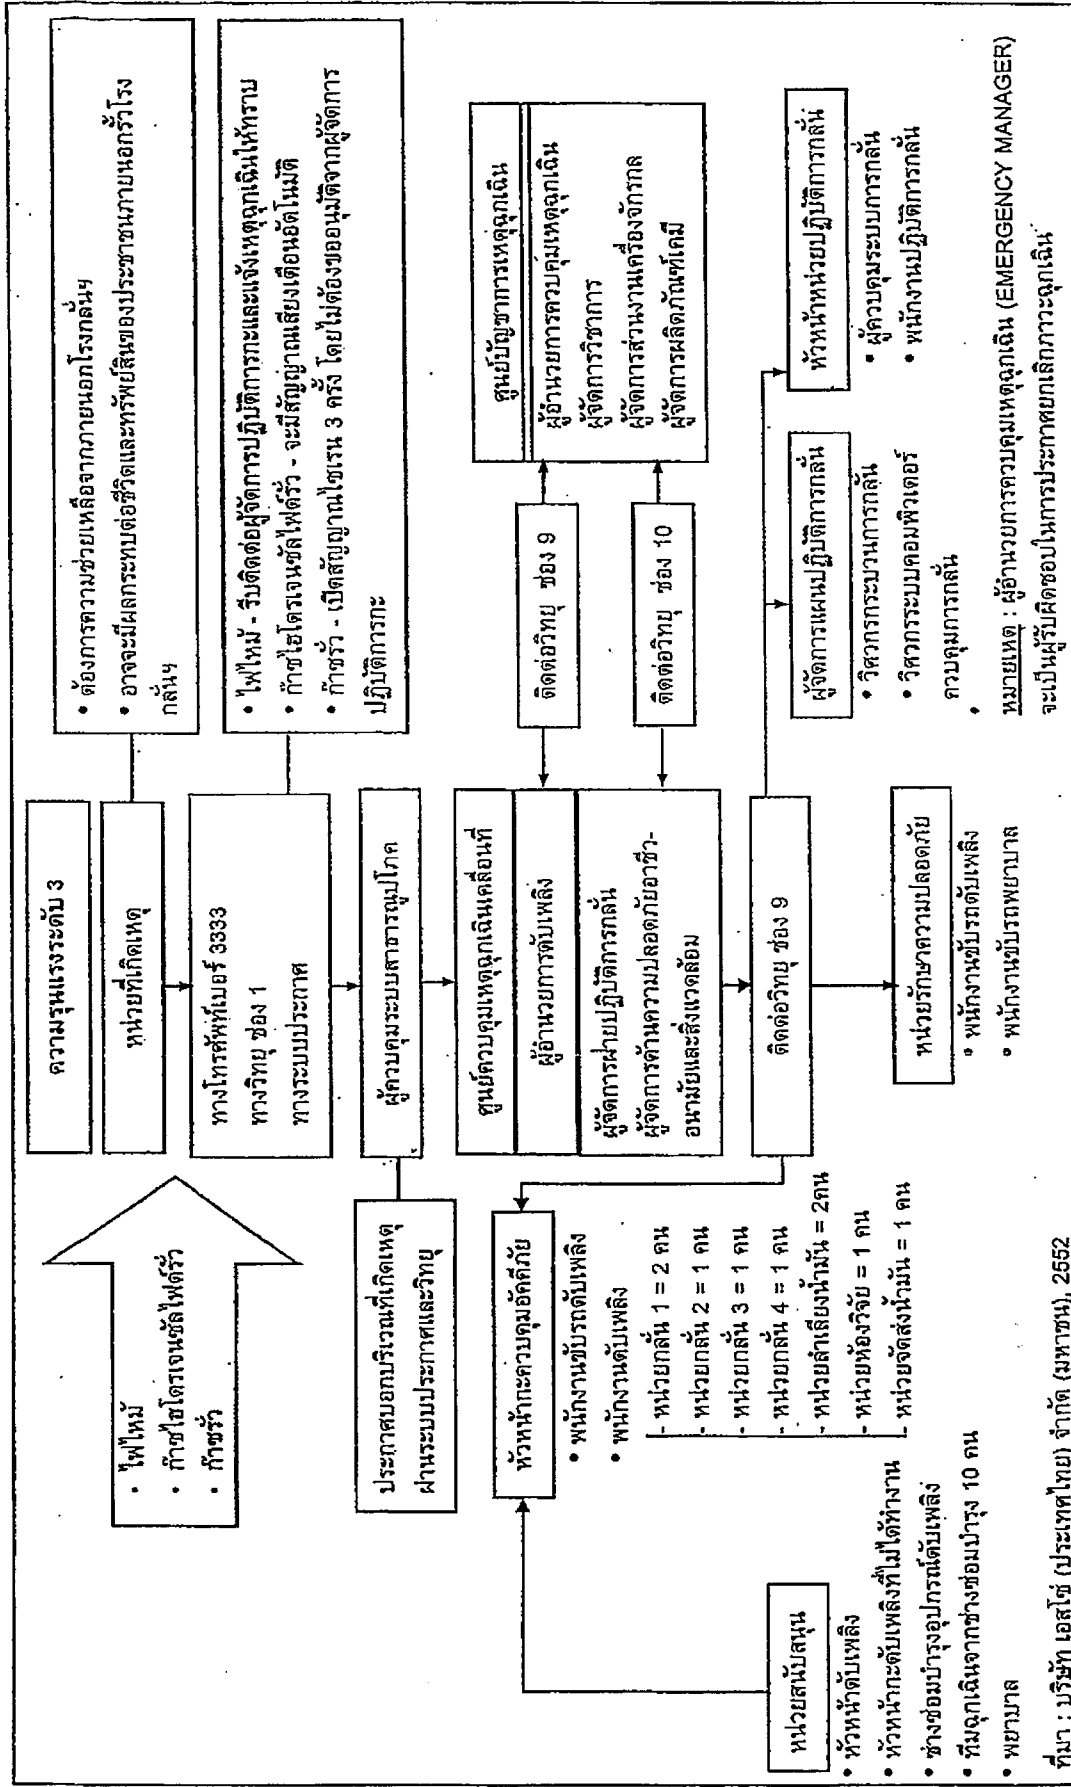 ความรุนแรงระดับ 3
หน่วยที่เกิดเหตุ
• ต้องการความช่วยเหลือจากภายนอกโรงกลั่นฯ
• อาจจะมีผลกระทบต่อชีวิตและทรัพย์สินของประชาชนภายนอกรั้วโรง
กลั่นฯ
• ไฟไหม้
• ก๊าซไฮโดรเจนซัลไฟด์รั่ว
• ก๊าซรั่ว
ทางโทรศัพท์เบอร์ 3333
ทางวิทยุ ช่อง 1
ทางระบบประกาศ
• ไฟไหม้ - รีบติดต่อผู้จัดการปฏิบัติการกะและแจ้งเหตุฉุกเฉินให้ทราบ
• ก๊าซไฮโดรเจนซัลไฟด์รั่ว - จะมีสัญญาณเสียงเตือนอัตโนมัติ
• ก๊าซรั่ว - เปิดสัญญาณไซเรน 3 ครั้ง โดยไม่ต้องขออนุมัติจากผู้จัดการ
ปฏิบัติการกะ
ผู้ควบคุมระบบสาธารณูปโภค
ประกาศบอกบริเวณที่เกิดเหตุ
ผ่านระบบประกาศและวิทยุ
ศูนย์ควบคุมเหตุฉุกเฉินเคลื่อนที่
ผู้อำนวยการดับเพลิง
ผู้จัดการฝ่ายปฏิบัติการกลั่น
ผู้จัดการด้านความปลอดภัยอาชีว-
อนามัยและสิ่งแวดล้อม
ติดต่อวิทยุ ช่อง 9
ติดต่อวิทยุ ช่อง 10
ศูนย์บัญชาการเหตุฉุกเฉิน
ผู้อำนวยการควบคุมเหตุฉุกเฉิน
ผู้จัดการวิชาการ
ผู้จัดการส่วนงานเครื่องจักรกล
ผู้จัดการผลิตภัณฑ์เคมี
ติดต่อวิทยุ ช่อง 9
หัวหน้ากะควบคุมอัคคีภัย
• พนักงานขับรถดับเพลิง
• พนักงานดับเพลิง
- หน่วยกลั่น 1 = 2 คน
- หน่วยกลั่น 2 = 1 คน
- หน่วยกลั่น 3 = 1 คน
- หน่วยกลั่น 4 = 1 คน
- หน่วยลำเลียงน้ำมัน = 2คน
- หน่วยห้องวิจัย = 1 คน
- หน่วยจัดส่งน้ำมัน = 1 คน
หน่วยสนับสนุน
• หัวหน้าดับเพลิง
• หัวหน้ากะดับเพลิงที่ไม่ได้ทำงาน
• ช่างซ่อมบำรุงอุปกรณ์ดับเพลิง
• ทีมฉุกเฉินจากช่างซ่อมบำรุง 10 คน
• พยาบาล
หน่วยรักษาความปลอดภัย
• พนักงานขับรถดับเพลิง
• พนักงานขับรถพยาบาล
ผู้จัดการแผนปฏิบัติการกลั่น
• วิศวกรกระบวนการกลั่น
• วิศวกรระบบคอมพิวเตอร์
ควบคุมการกลั่น
•
หัวหน้าหน่วยปฏิบัติการกลั่น
• ผู้ควบคุมระบบการกลั่น
• พนักงานปฏิบัติการกลั่น
หมายเหตุ : ผู้อำนวยการควบคุมเหตุฉุกเฉิน (EMERGENCY MANAGER)
จะเป็นผู้รับผิดชอบในการประกาศยกเลิกภาวะฉุกเฉิน
ที่มา : บริษัท เอสโซ่ (ประเทศไทย) จำกัด (มหาชน), 2552